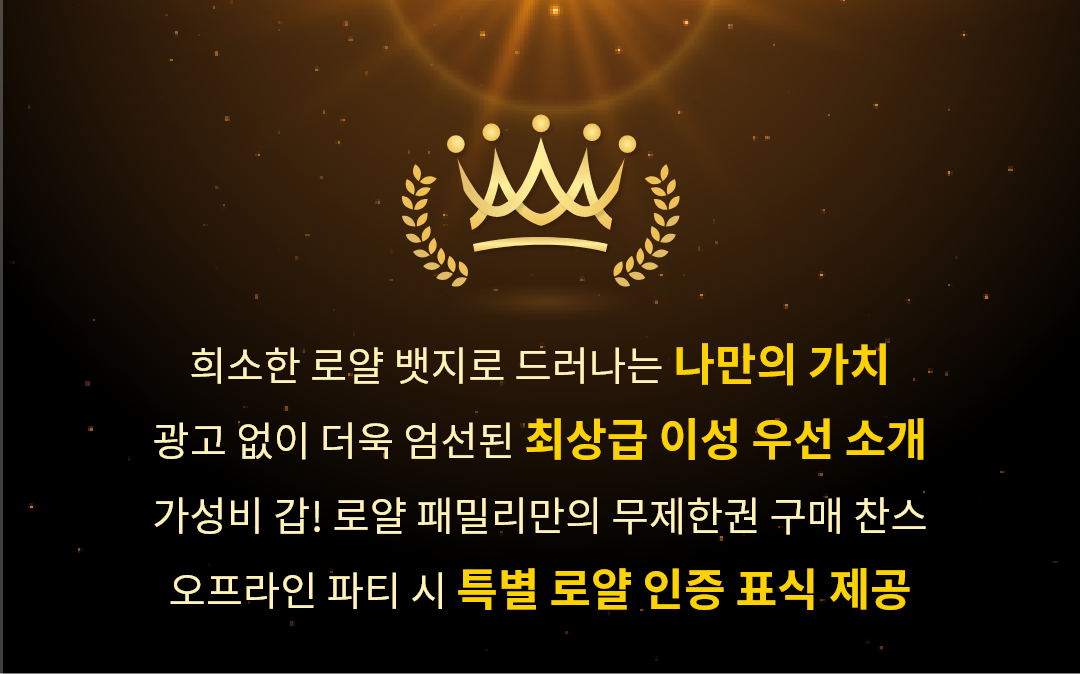 희소한 로얄 뱃지로 드러나는 나만의 가치
광고 없이 더욱 엄선된 최상급 이성 우선 소개
가성비 갑! 로얄 패밀리만의 무제한권 구매 찬스
오프라인 파티 시 특별 로얄 인증 표식 제공